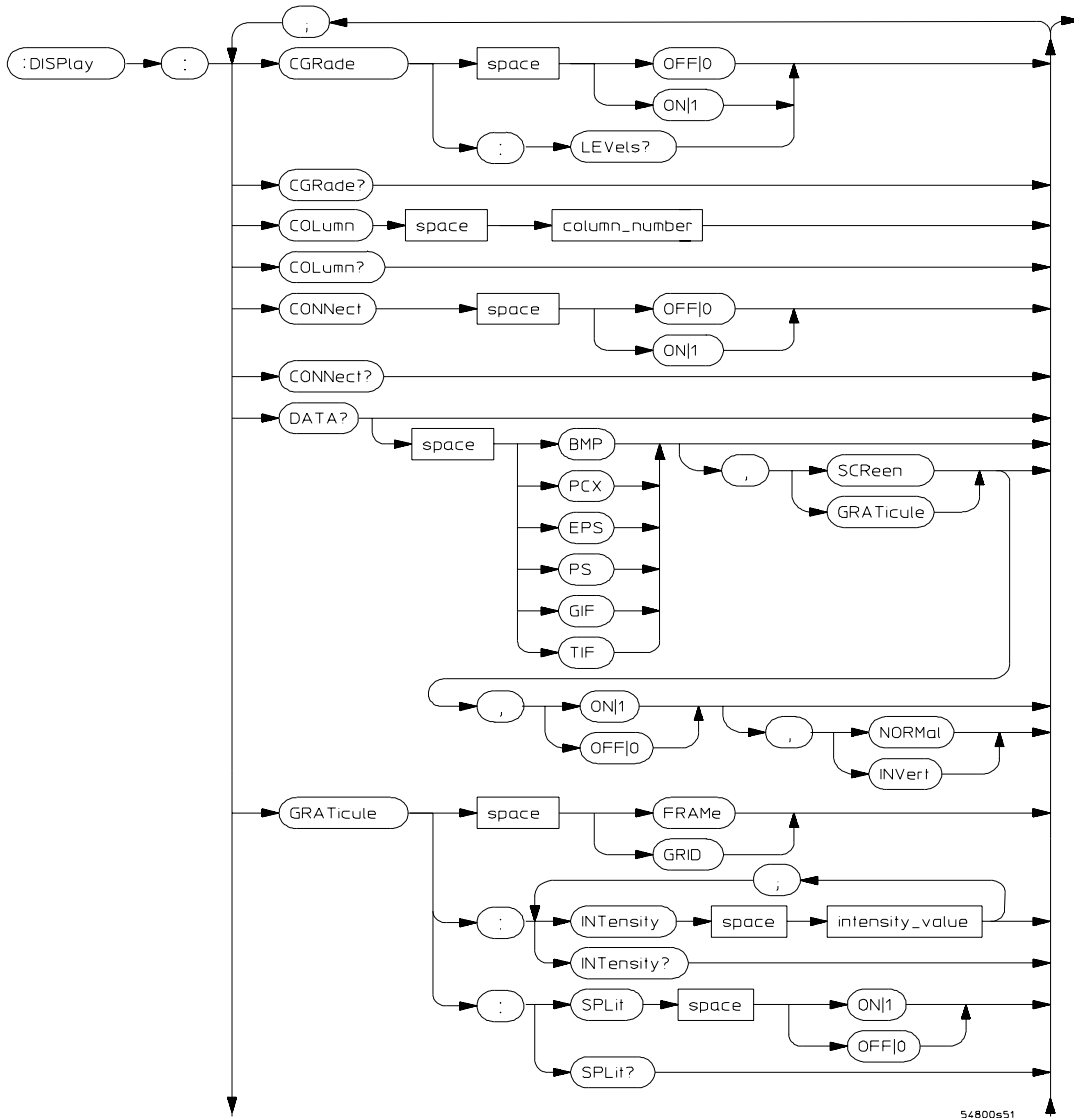 ;
:DISPlay : CGRade space OFF|0
ON|1
: LEVels?
CGRade?
COLumn space column_number
COLumn?
CONNect space OFF|0
ON|1
CONNect?
DATA?
space BMP , SCReen
PCX GRATicule
EPS
PS
GIF
TIF
, ON|1 , NORMal
OFF|0 INVert
GRATicule space FRAMe
GRID
;
: INTensity space intensity_value
INTensity?
: SPLit space ON|1
OFF|0
SPLit?
54800s51